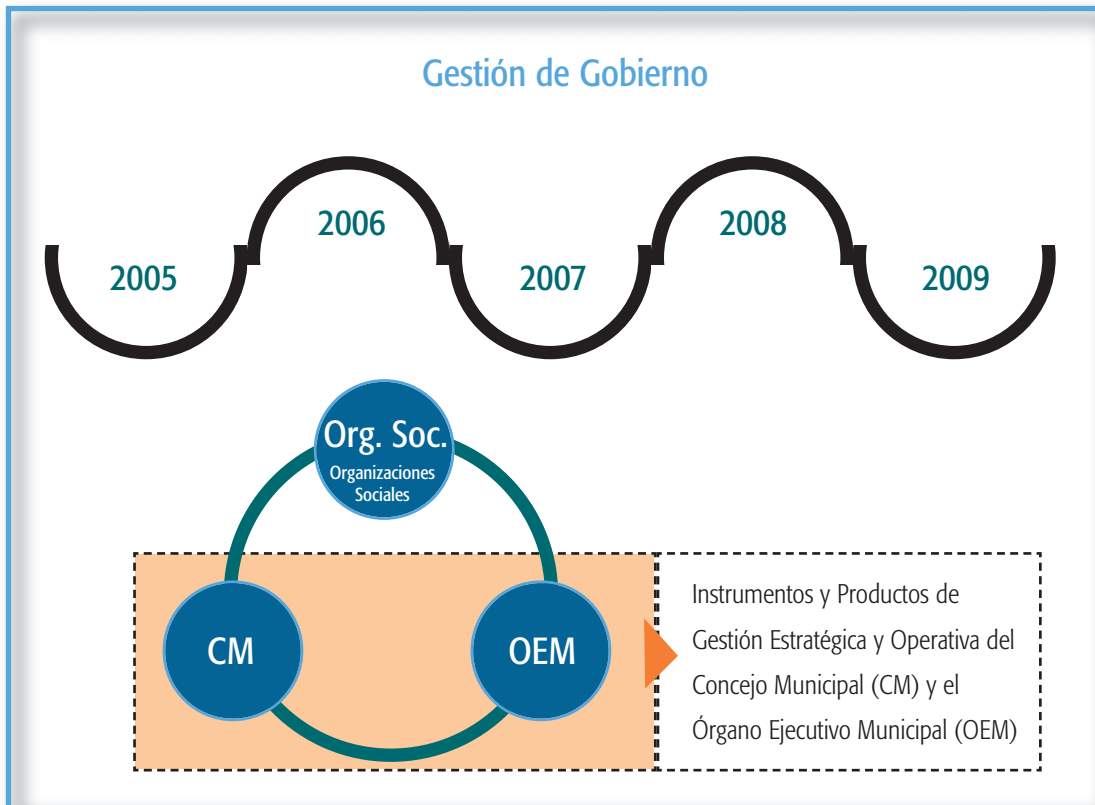 Gestión de Gobierno
2005
2006
2007
2008
2009
Org. Soc.
Organizaciones
Sociales
CM
OEM
Instrumentos y Productos de
Gestión Estratégica y Operativa del
Concejo Municipal (CM) y el
Órgano Ejecutivo Municipal (OEM)